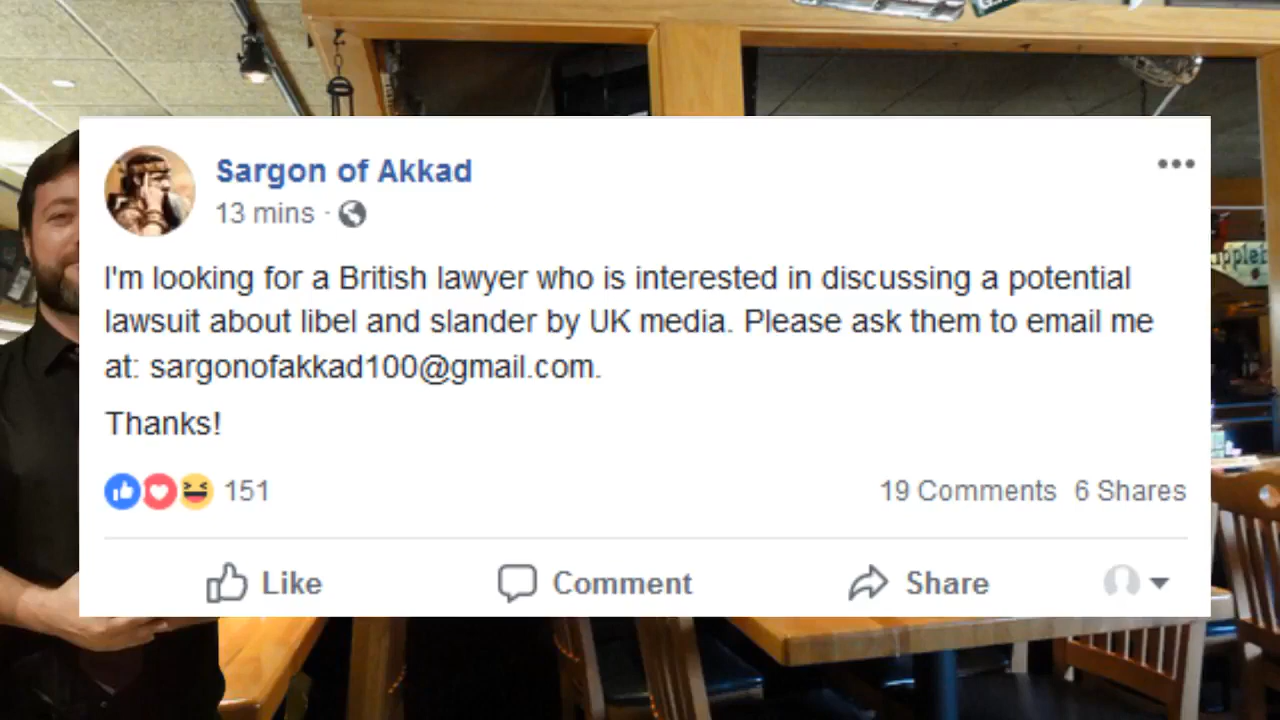 Sargon of Akkad
13 mins ·
I'm looking for a British lawyer who is interested in discussing a potential
lawsuit about libel and slander by UK media. Please ask them to email me
at: sargonofakkad100@gmail.com.
Thanks!
151
19 Comments 6 Shares
Like
Comment
Share